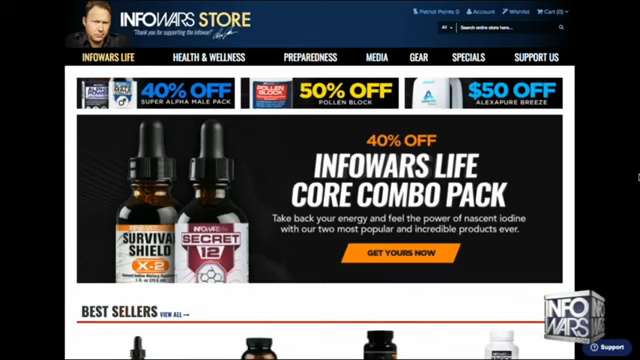 INFOWARS STORE
"Thank you for supporting the Infowar"
Patriot Points 0 Account Wishlist Cart (0)
All Search entire store here...
INFOWARS LIFE HEALTH & WELLNESS PREPAREDNESS MEDIA GEAR SPECIALS SUPPORT US
40% OFF
SUPER ALPHA MALE PACK
50% OFF
POLLEN BLOCK
$50 OFF
ALEXAPURE BREEZE
POLLEN
BLOCK
40% OFF
INFOWARS LIFE
CORE COMBO PACK
Take back your energy and feel the power of nascent iodine
with our two most popular and incredible products ever.
GET YOURS NOW
SURVIVAL
SHIELD
X-2
SECRET
12
BEST SELLERS VIEW ALL
INFO
WARS
Support